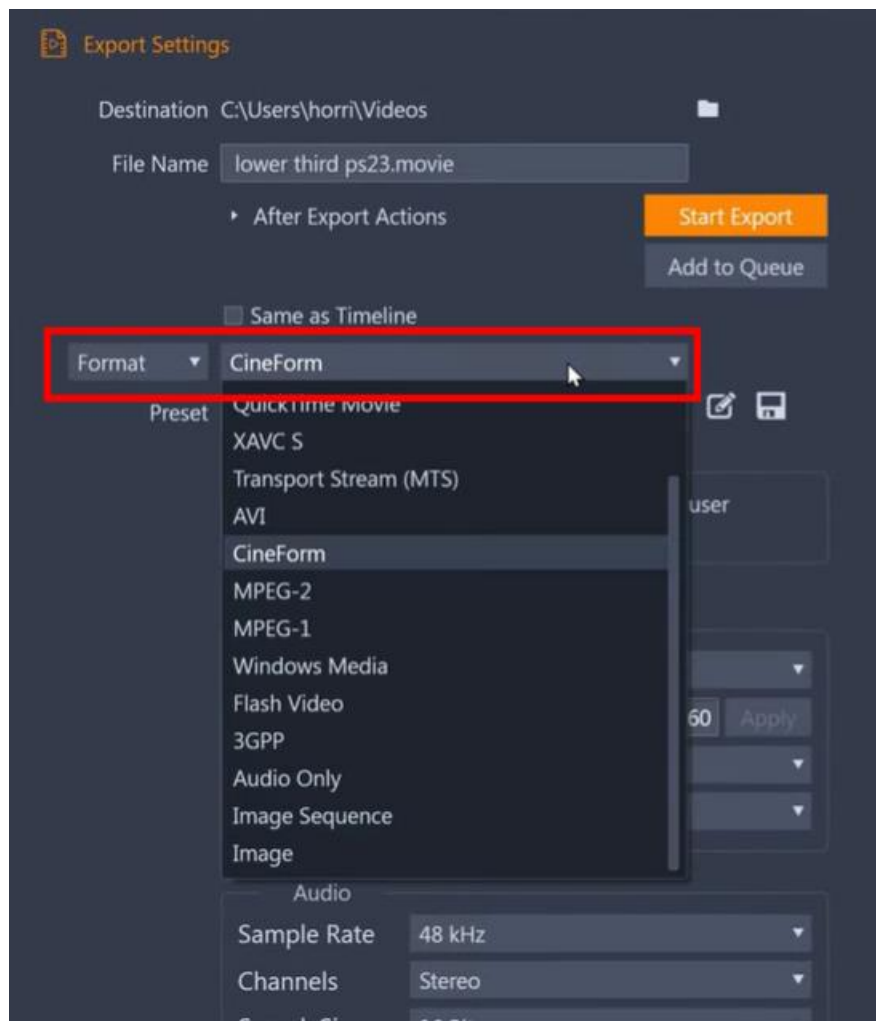 Export Settings
Destination C:\Users\horri\Videos
File Name lower third ps23.movie
After Export Actions
Start Export
Add to Queue
Same as Timeline
Format CineForm
Preset QuickTime Movie
XAVC S
Transport Stream (MTS)
user
AVI
CineForm
MPEG-2
MPEG-1
Windows Media
Flash Video
60 Apply
3GPP
Audio Only
Image Sequence
Image
Audio
Sample Rate 48 kHz
Channels Stereo